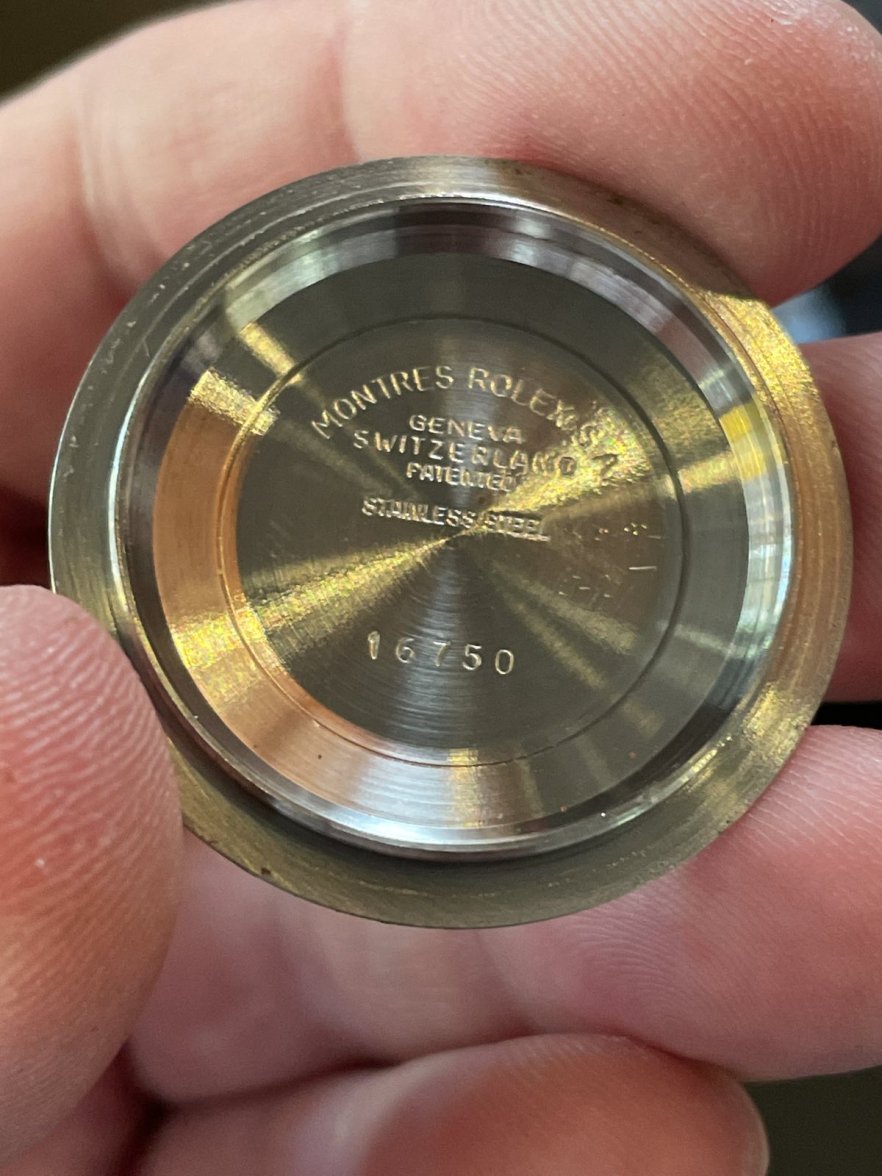 MONTRES ROLEX S.A.
GENEVA
SWITZERLAND
PATENTED
STAINLESS STEEL
16750